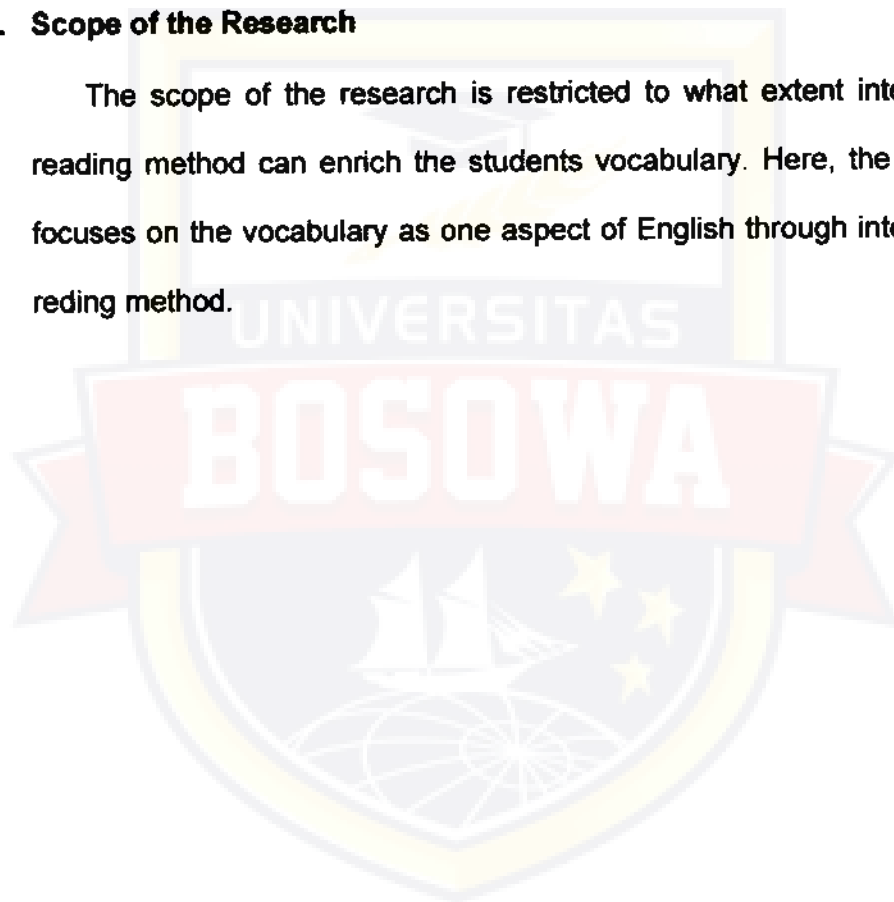 . Scope of the Research
The scope of the research is restricted to what extent inte
reading method can enrich the students vocabulary. Here, the
focuses on the vocabulary as one aspect of English through inte
reding method.
UNIVERSITAS
BOSOWA